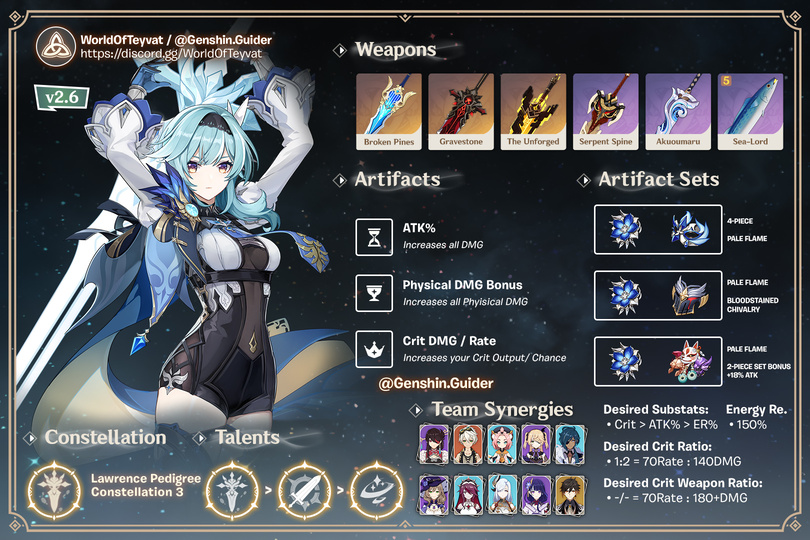 WorldOfTeyvat / @Genshin.Guider
https://discord.gg/WorldOfTeyvat
v2.6
Weapons
5
Broken Pines
Gravestone
The Unforged
Serpent Spine
Akuoumaru
Sea-Lord
Artifacts
ATK%
Increases all DMG
Physical DMG Bonus
Increases all Phyisical DMG
Crit DMG / Rate
Increases your Crit Output/ Chance
@Genshin.Guider
Artifact Sets
4-PIECE
PALE FLAME
PALE FLAME
BLOODSTAINED
CHIVALRY
PALE FLAME
2-PIECE SET BONUS
+18% ATK
Team Synergies
Desired Substats:
• Crit > ATK% > ER%
Energy Re.
• 150%
Desired Crit Ratio:
• 1:2 = 70Rate : 140DMG
Desired Crit Weapon Ratio:
• -/- = 70Rate : 180+DMG
Constellation
Lawrence Pedigree
Constellation 3
Talents
> >